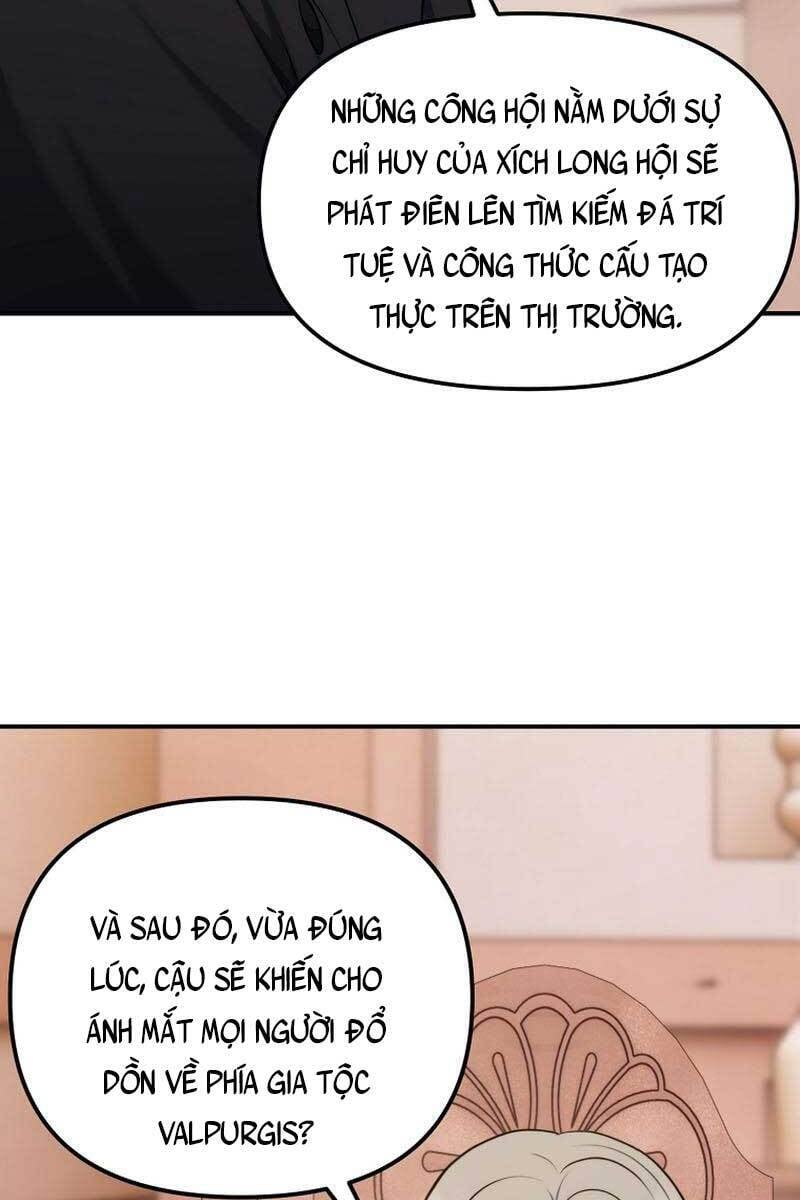 NHỮNG CÔNG HỘI NẰM DƯỚI SỰ
CHỈ HUY CỦA XÍCH LONG HỘI SẼ
PHÁT ĐIÊN LÊN TÌM KIẾM ĐÁ TRÍ
TUỆ VÀ CÔNG THỨC CẤU TẠO
THỰC TRÊN THỊ TRƯỜNG.
VÀ SAU ĐÓ, VỪA ĐÚNG
LÚC, CẬU SẼ KHIẾN CHO
ÁNH MẮT MỌI NGƯỜI ĐỔ
DỒN VỀ PHÍA GIA TỘC
VALPURGIS?